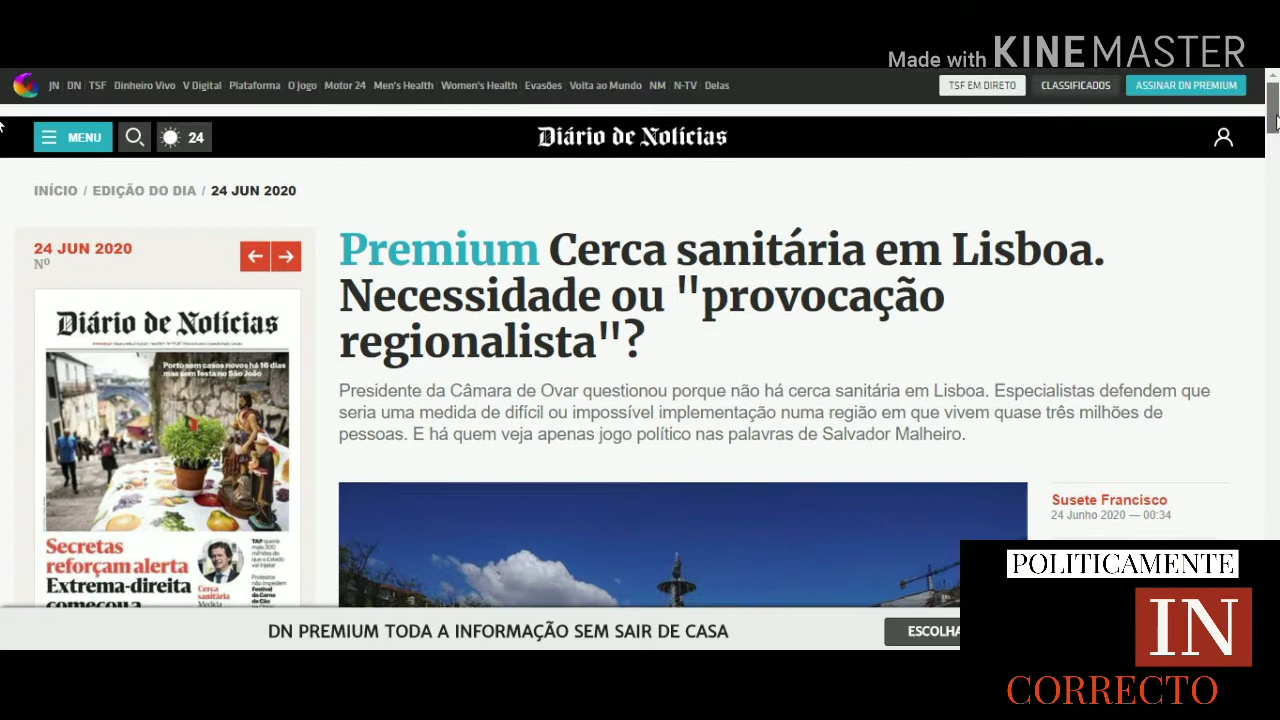 Made with KINEMASTER
JN DN TSF Dinheiro Vivo V Digital Plataforma O Jogo Motor 24 Men's Health Women's Health Evasões Volta ao Mundo NM N-TV Delas
TSF EM DIRETO CLASSIFICADOS ASSINAR DN PREMIUM
MENU 24 Diário de Notícias
INÍCIO / EDIÇÃO DO DIA / 24 JUN 2020
24 JUN 2020
Nº
Diário de Notícias
Porto sem casos novos há 16 dias
mas sem festa no São João
Secretas
reforçam alerta
Extrema-direita
começou a
Cerca
sanitária
Medida
TAP
Premium Cerca sanitária em Lisboa.
Necessidade ou "provocação
regionalista"?
Presidente da Câmara de Ovar questionou porque não há cerca sanitária em Lisboa. Especialistas defendem que
seria uma medida de difícil ou impossível implementação numa região em que vivem quase três milhões de
pessoas. E há quem veja apenas jogo político nas palavras de Salvador Malheiro.
Susete Francisco
24 Junho 2020 — 00:34
DN PREMIUM TODA A INFORMAÇÃO SEM SAIR DE CASA
ESCOLHA
POLITICAMENTE
IN
CORRECTO